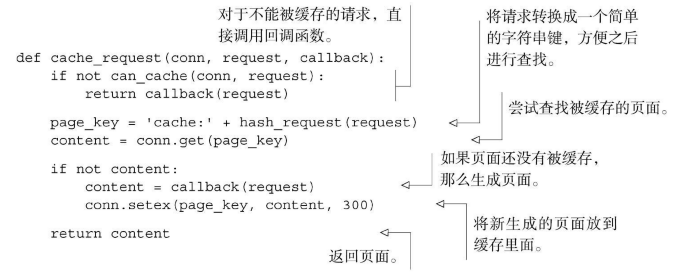 对于不能被缓存的请求，直
接调用回调函数。
将请求转换成一个简单
的字符串键，方便之后
进行查找。
def cache_request(conn, request, callback):
    if not can_cache(conn, request):
        return callback(request)
尝试查找被缓存的页面。
    page_key = 'cache:' + hash_request(request)
    content = conn.get(page_key)
如果页面还没有被缓存，
那么生成页面。
    if not content:
        content = callback(request)
        conn.setex(page_key, content, 300)
将新生成的页面放到
缓存里面。
    return content
返回页面。